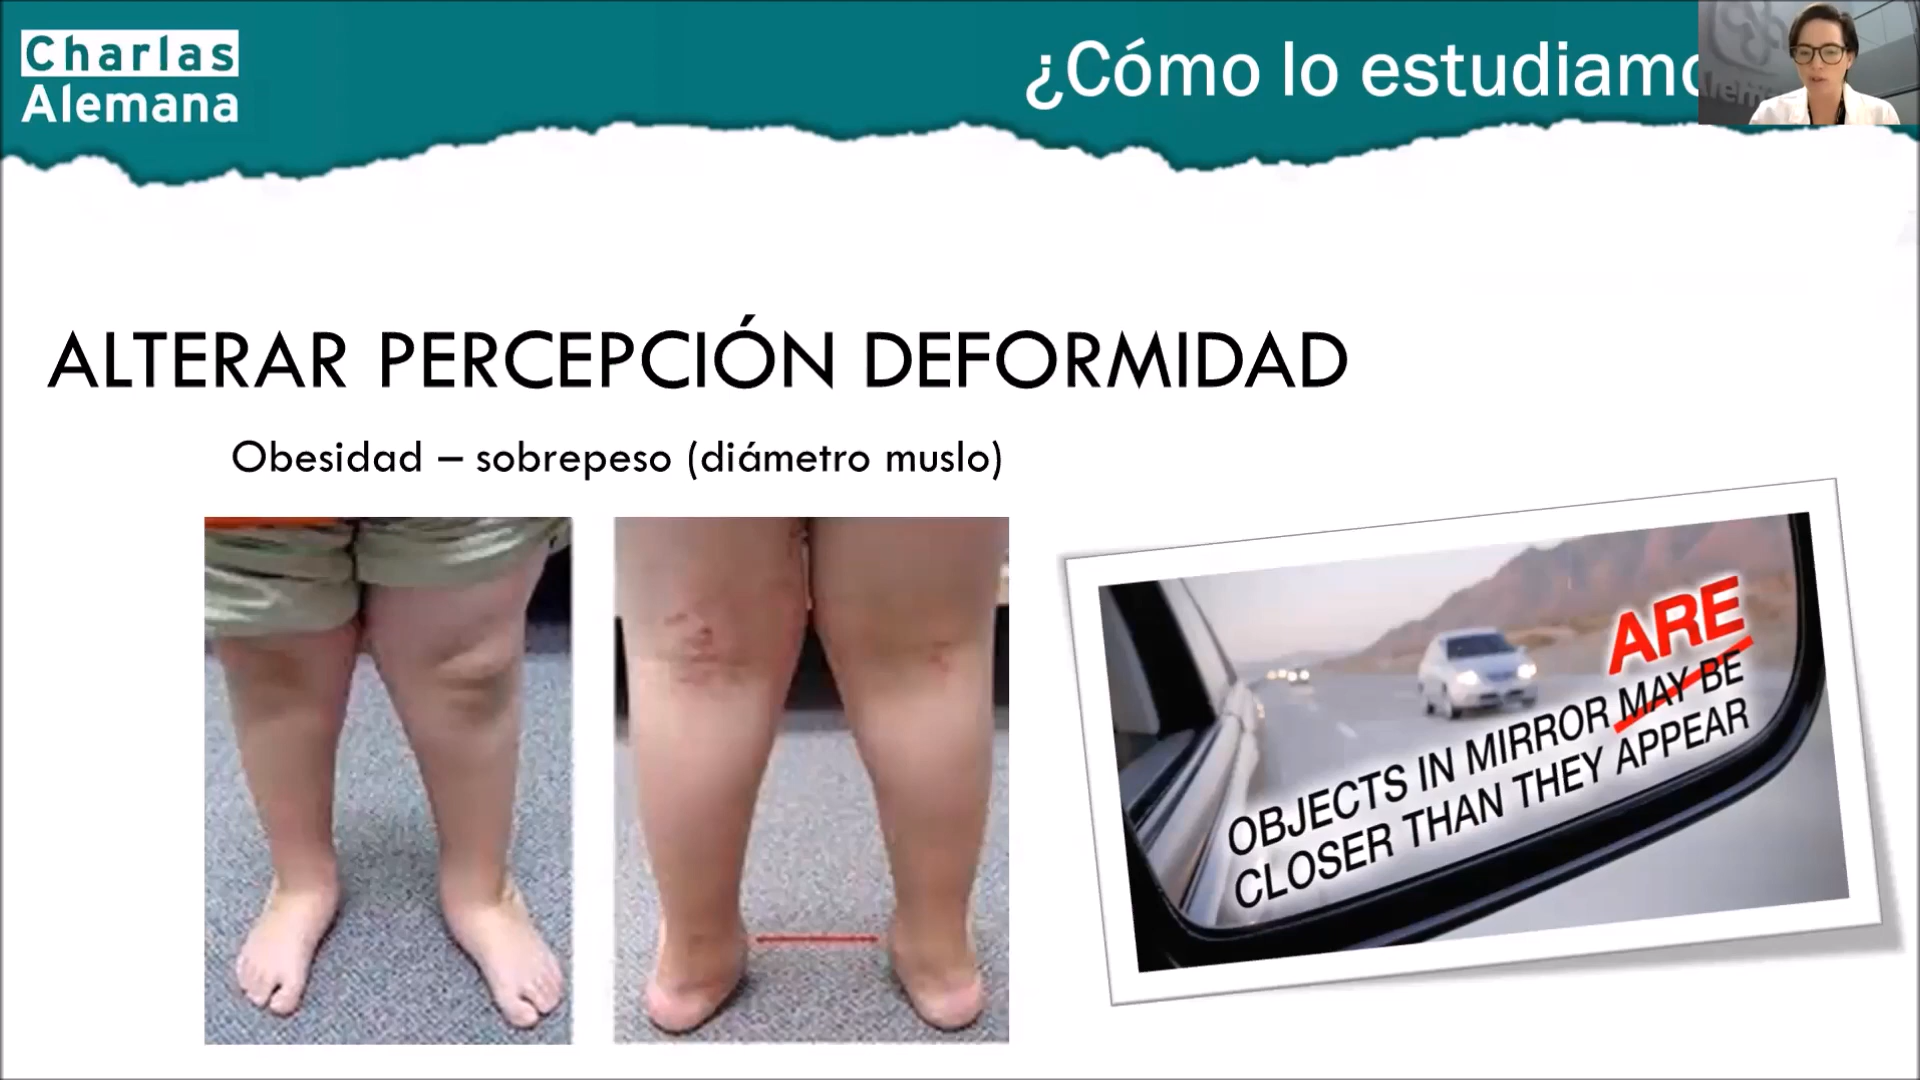 Charlas
Alemana
¿Cómo lo estudiamo
ALTERAR PERCEPCIÓN DEFORMIDAD
Obesidad – sobrepeso (diámetro muslo)
ARE
OBJECTS IN MIRROR MAY BE
CLOSER THAN THEY APPEAR